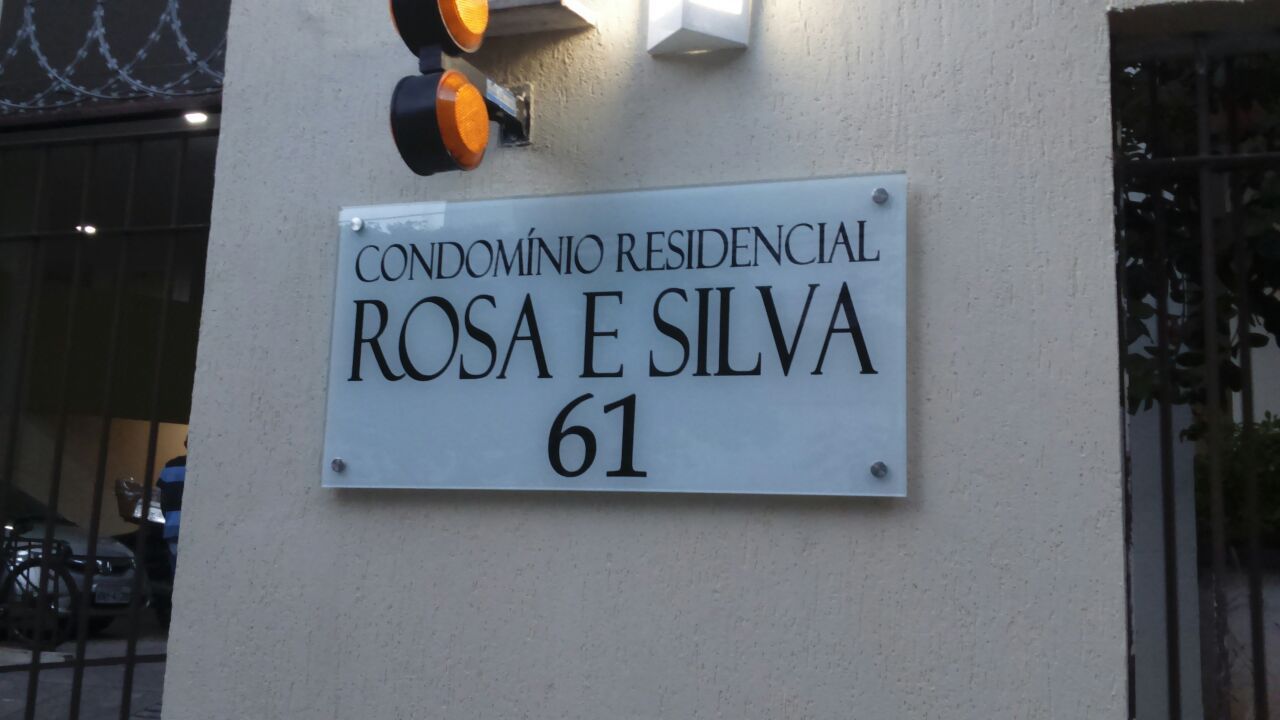 CONDOMÍNIO RESIDENCIAL
ROSA E SILVA
61